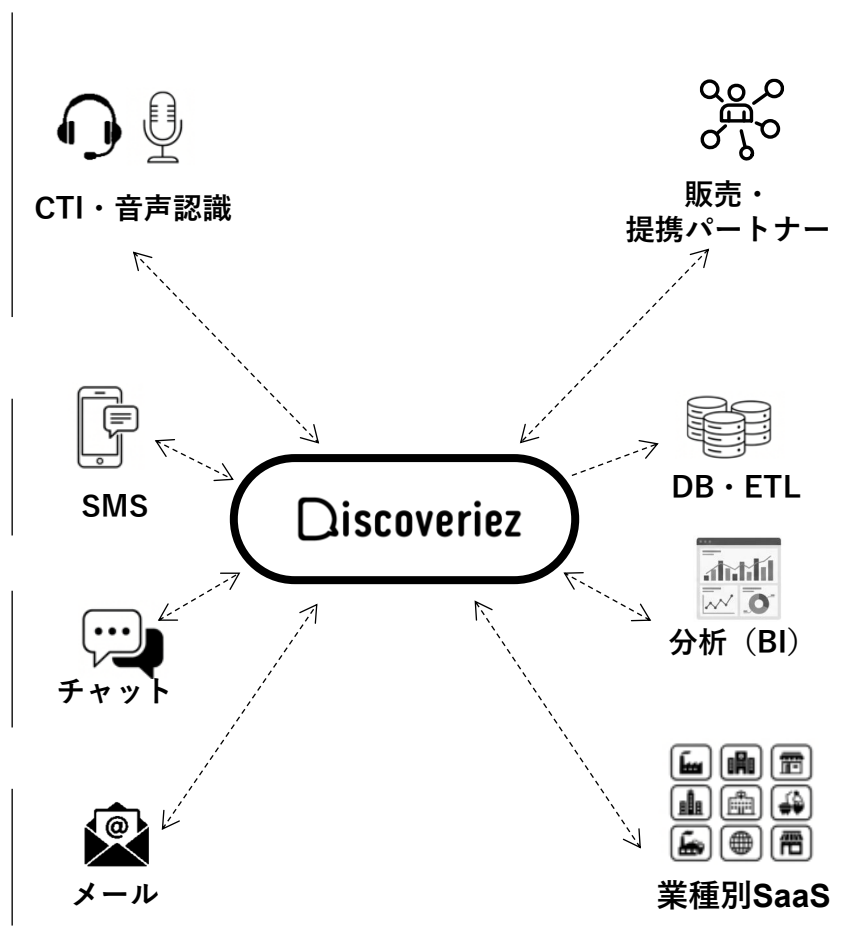 CTI・音声認識
販売・
提携パートナー
SMS
DB・ETL
Discoveriez
チャット
分析（BI）
メール
業種別SaaS